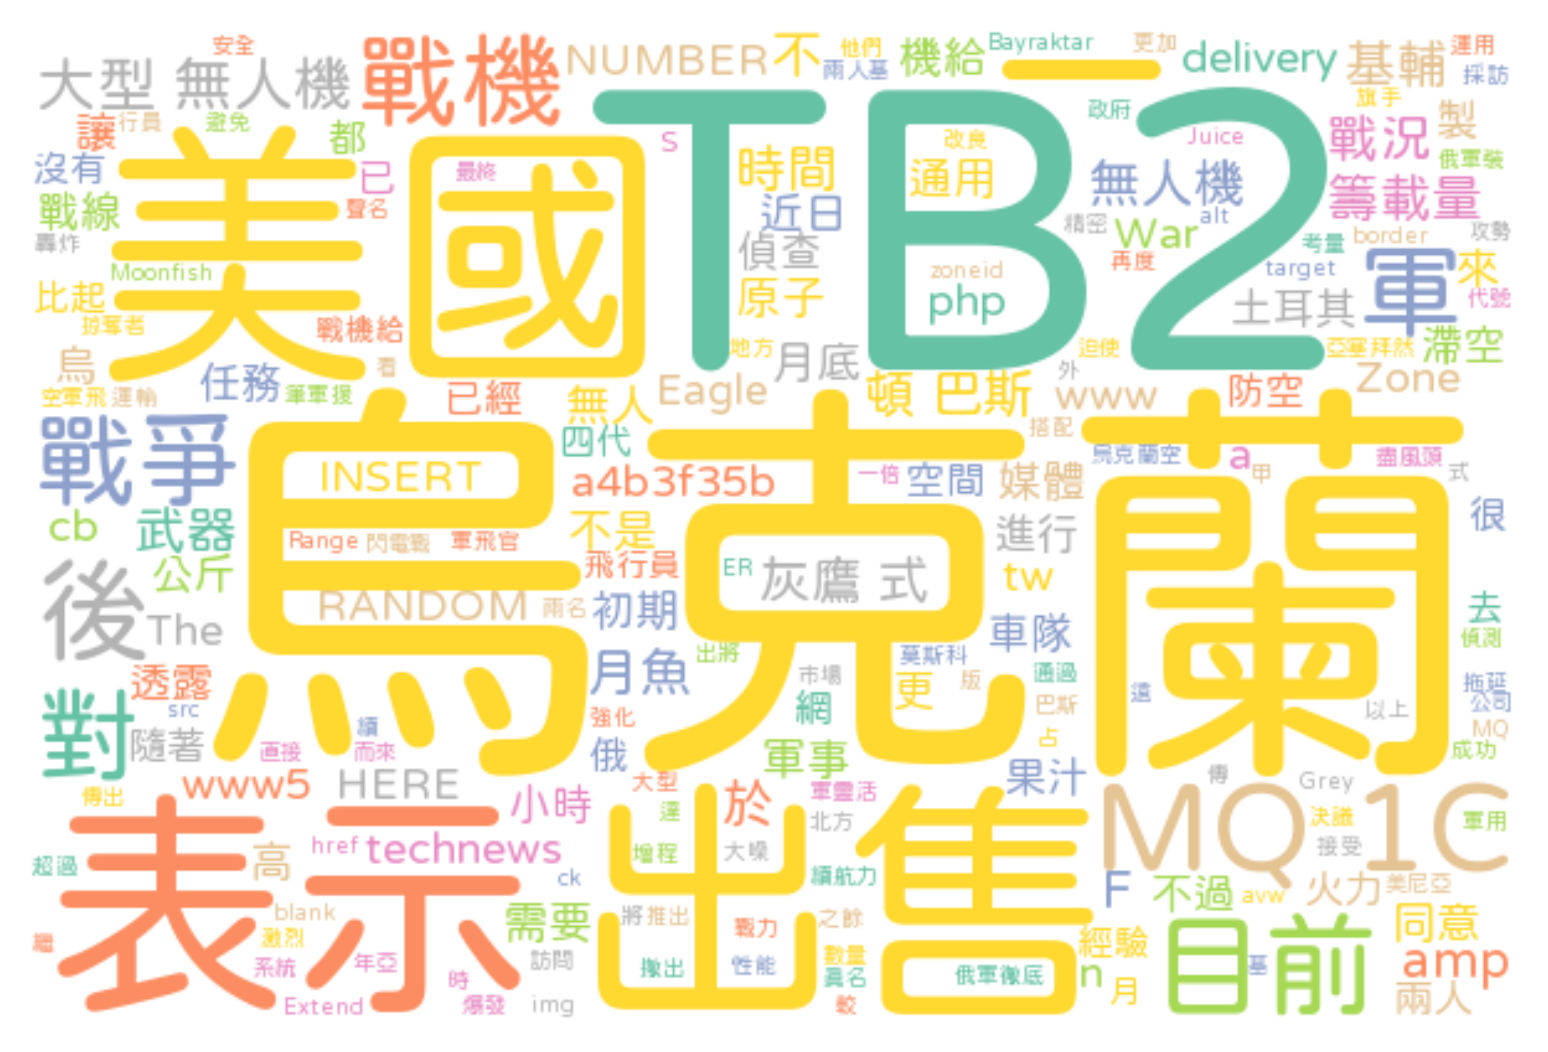 安全
大型 無人機
戰機
NUMBER
不
他們
兩人基
機給
Bayraktar
一
更加
delivery
基輔
運用
採訪
旗手
TB2
美國
讓
行員
避免
都
沒有
已
最終
S
戰線
聲名
轟炸
Moonfish
比起
掠奪者
戰機給
時間
改良
通用
近日
偵查
原子
zoneid
php
政府
Juice
無人機
alt
精密
War
再度
target
戰況
製
俄軍裝
籌載量
考量
border
攻勢
軍
來
土耳其
代號
滯空
烏
任務
看
空軍飛
運輸
筆軍援
已經
地方
月底
迫使
外
亞塞拜然
無人
Eagle
頓 巴斯
www
防空
Zone
戰爭
四代
搭配
烏克蘭空
a
甲
盡風頭
式
烏克蘭
INSERT
a4b3f35b
一倍
空間
媒體
很
cb
武器
Range
閃電戰
軍飛官
不是
進行
後
公斤
飛行員
ER
灰鷹 式
tw
RANDOM
兩名
初期
車隊
去
偵測
The
透露
月魚
出將
莫斯科
通過
市場
版
更
巴斯
遠
拖延
公司
以上
MQ
對
src
隨著
續
強化
網
占
成功
直接
而來
俄
軍事
果汁
傳
Grey
傳出
www5
HERE
小時
大型
於
軍靈活
MQ
1C
決議
軍用
表示
達
北方
接受
超過
高
href
technews
增程
大噪
出售
ck
續航力
F
不過
avw
火力
美尼亞
blank
激烈
需要
將
推出
戰力
之餘
目前
同意
繼
系統
年亞
訪問
撤出
性能
數量
真名
俄軍徹底
經驗
n
月
基
amp
兩人
時
爆發
Extend
img
較